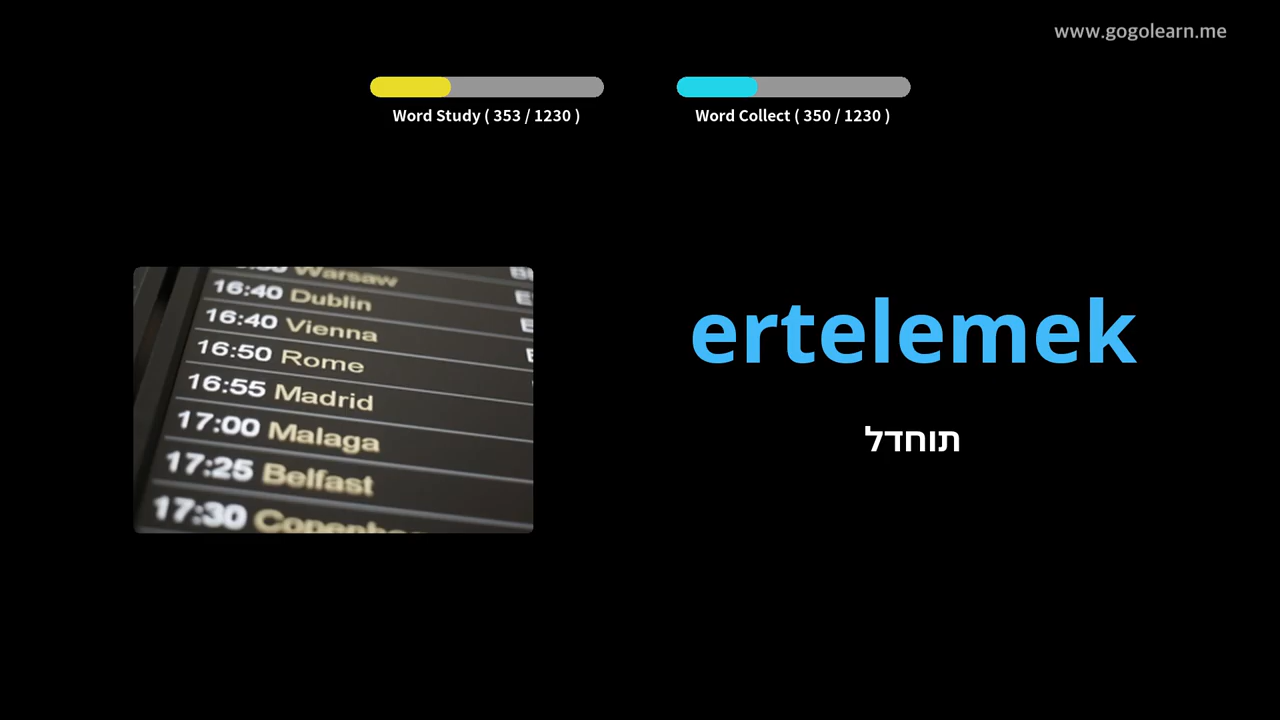 www.gogolearn.me
Word Study ( 353 / 1230 )
Word Collect ( 350 / 1230 )
Warsaw
16:40 Dublin
16:40 Vienna
16:50 Rome
16:55 Madrid
17:00 Malaga
17:25 Belfast
17:30
ertelemek
תוחדל